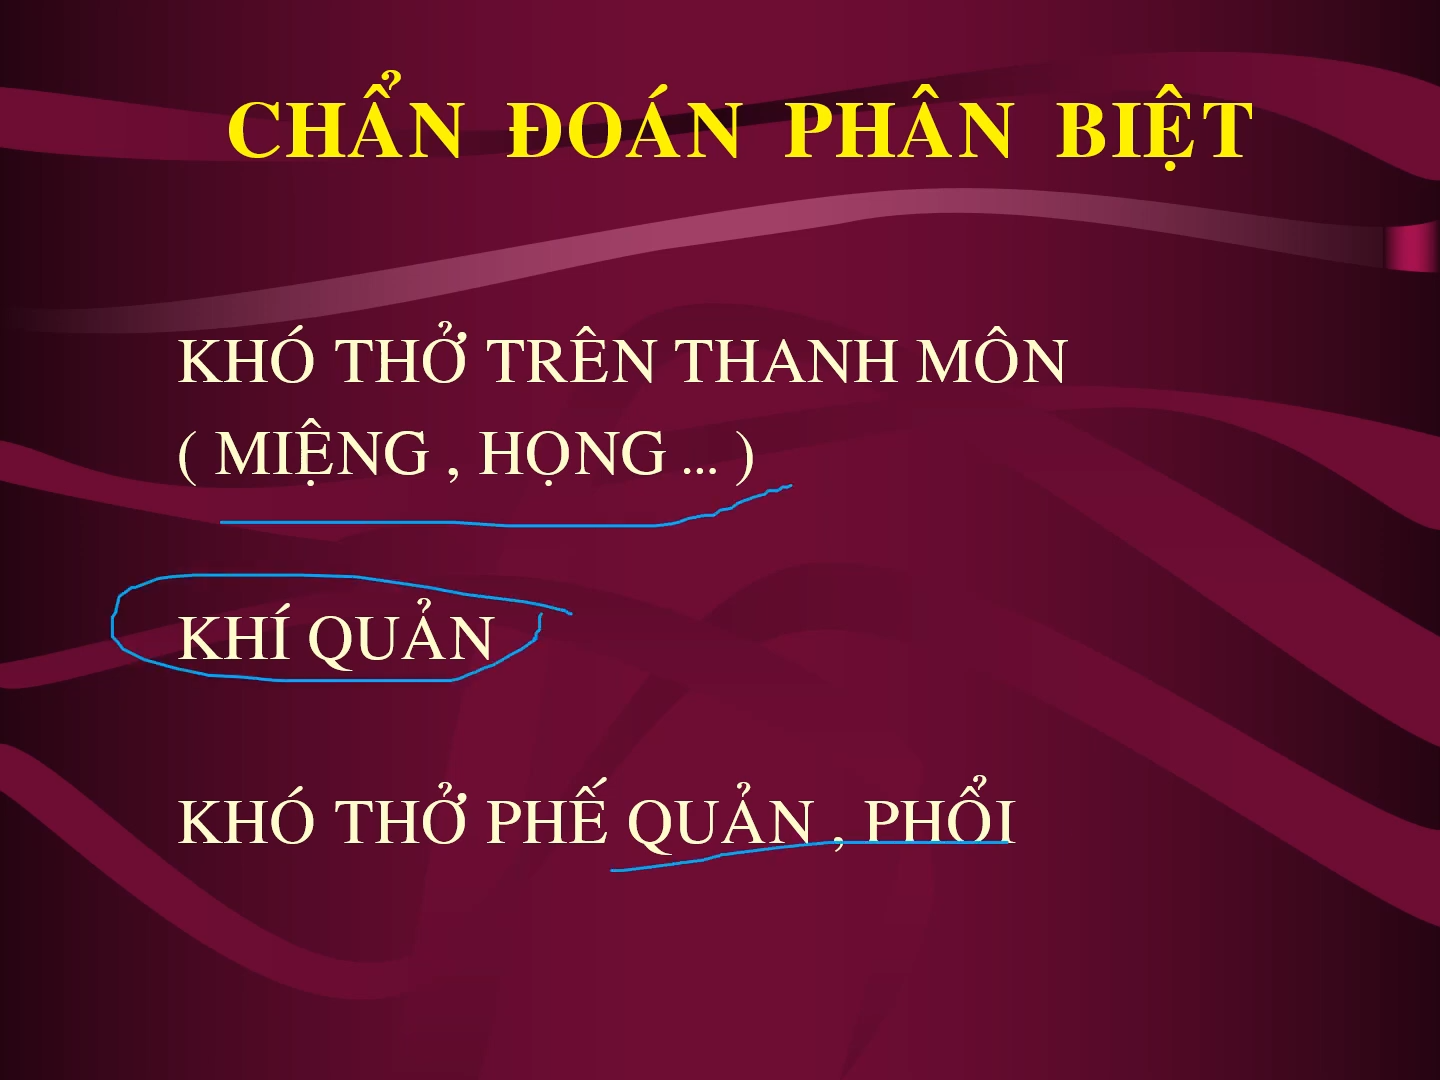 CHẨN ĐOÁN PHÂN BIỆT
KHÓ THỞ TRÊN THANH MÔN
( MIỆNG , HỌNG ... )
KHÍ QUẢN
KHÓ THỞ PHẾ QUẢN , PHỔI